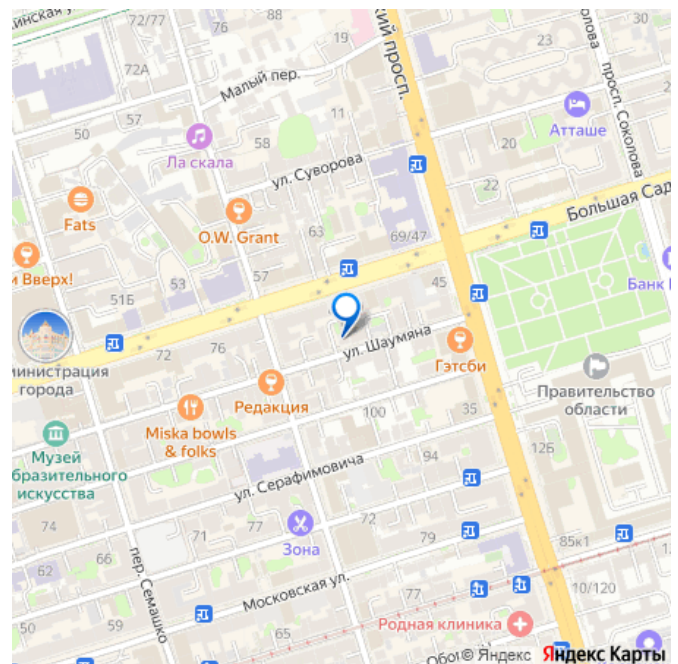 72/77
76
88
19
кий просп.
23
Соколова
просп. Соколова
72А
Малый пер.
11
50
58
Ла скала
20
Атташе
ул. Суворова
22
Fats
O.W. Grant
63
69/47
Большая Сад
и Вверх!
57
53
45
51Б
Банк
72
76
ул. Шаумяна
министрация
города
Гэтсби
Правительство
области
Редакция
100
35
Miska bowls
& folks
Музей
бразительного
искусства
94
12Б
ул. Серафимовича
74
77
72
71
Зона
79
66
85к1
62
пер. Семашко
Московская ул.
10/120
50
59
77
Родная клиника
65
© Яндекс Яндекс Карты